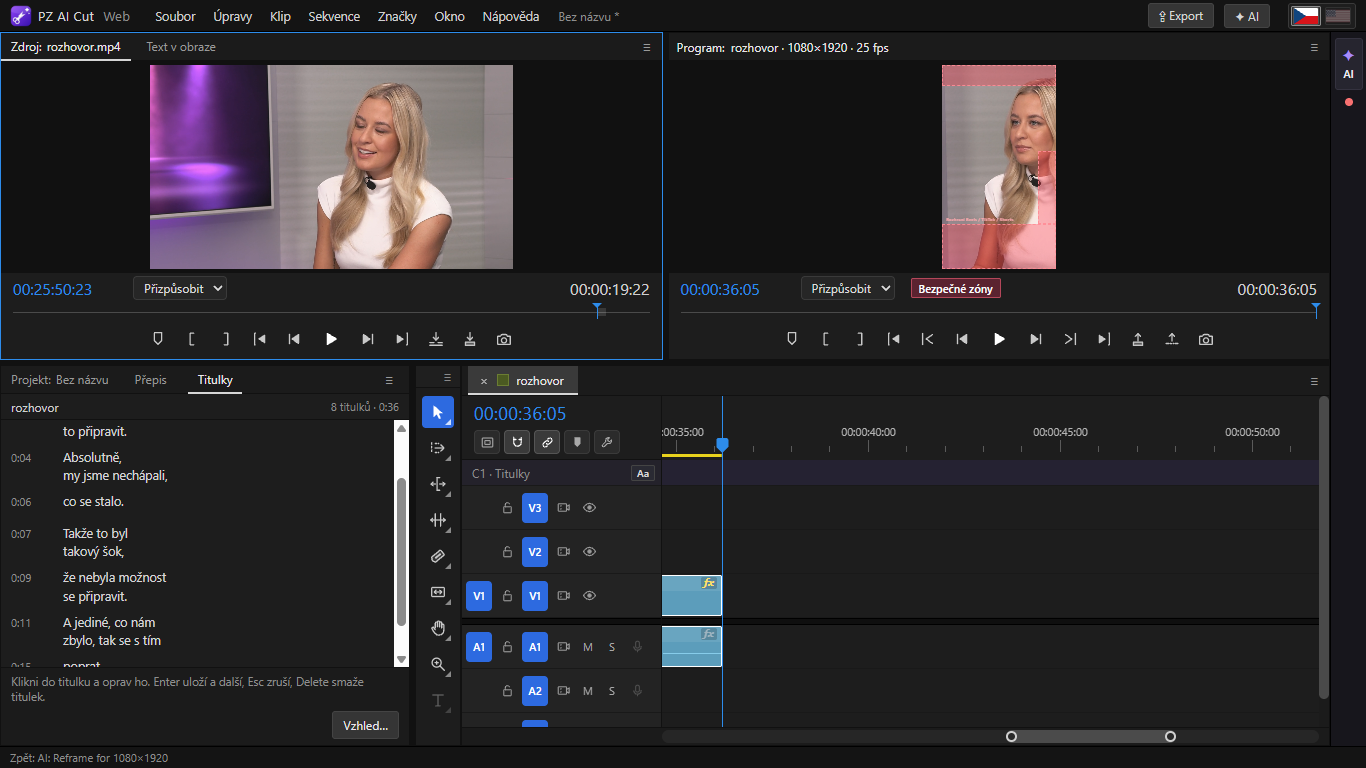 PZ AI Cut Web Soubor Úpravy Klip Sekvence Značky Okno Nápověda Bez názvu * Export AI
Zdroj: rozhovor.mp4 Text v obraze
Program: rozhovor · 1080×1920 · 25 fps
AI
00:25:50:23 Přizpůsobit 00:00:19:22
00:00:36:05 Přizpůsobit Bezpečné zóny 00:00:36:05
Projekt: Bez názvu Přepis Titulky
rozhovor 8 titulků · 0:36
to připravit.
0:04 Absolutně,
my jsme nechápali,
0:06 co se stalo.
0:07 Takže to byl
takový šok,
0:09 že nebyla možnost
se připravit.
0:11 A jediné, co nám
zbylo, tak se s tím
0:15 poprat
Klikni do titulku a oprav ho. Enter uloží a další, Esc zruší, Delete smaže
titulek.
Vzhled...
× rozhovor
00:00:36:05
:00:35:00 00:00:40:00 00:00:45:00 00:00:50:00
C1 · Titulky Aa
V3
V2
V1 V1 fx
A1 A1 M S fx
A2 M S
Zpět: AI: Reframe for 1080×1920